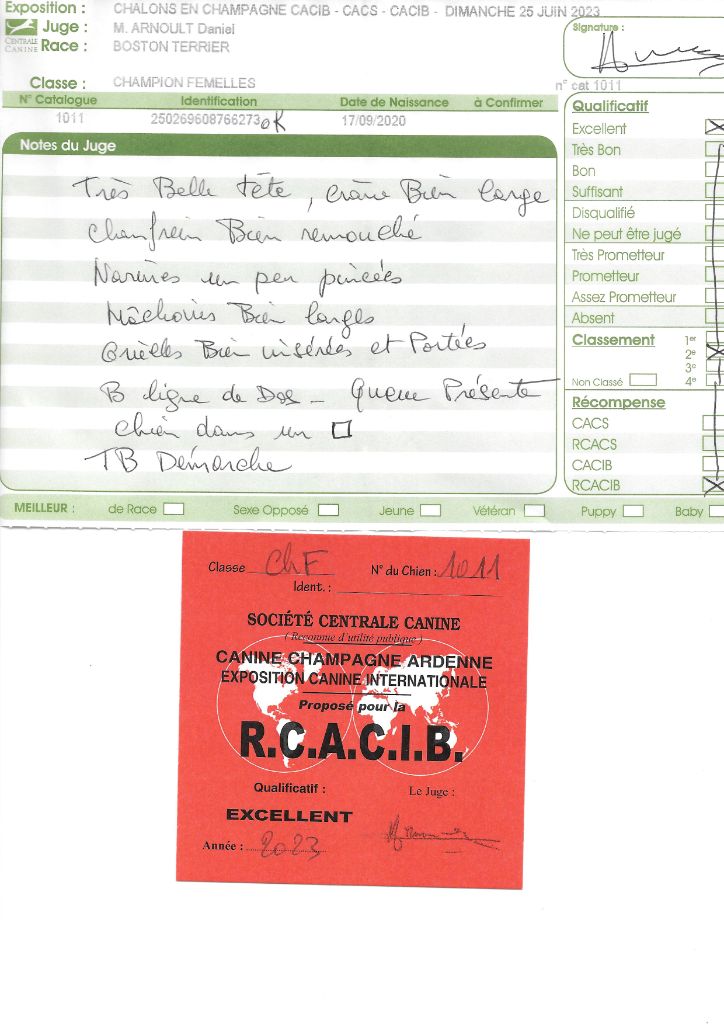 Exposition : CHALONS EN CHAMPAGNE CACIB - CACS - CACIB - DIMANCHE 25 JUIN 2023
Juge : M. ARNOULT Daniel
CENTRALE CANINE
Race : BOSTON TERRIER
Signature :
Classe : CHAMPION FEMELLES
n° cat 1011
N° Catalogue Identification Date de Naissance à Confirmer
1011 250269608766273 OK 17/09/2020
Notes du Juge
Très Belle tête, crâne Bien large
chanfrein Bien remouché
Narines un peu pincées
Mâchoires Bien larges
Oreilles Bien insérées et Portées
B ligne de Dos - Queue Présente
chien dans un □
TB Démarche
Qualificatif
Excellent
Très Bon
Bon
Suffisant
Disqualifié
Ne peut être jugé
Très Prometteur
Prometteur
Assez Prometteur
Absent
Classement 1er
2e
3e
Non Classé 4e
Récompense
CACS
RCACS
CACIB
RCACIB
MEILLEUR : de Race Sexe Opposé Jeune Vétéran Puppy Baby
Classe ChF N° du Chien : 1011
Ident. :
SOCIÉTÉ CENTRALE CANINE
( Reconnue d'utilité publique )
CANINE CHAMPAGNE ARDENNE
EXPOSITION CANINE INTERNATIONALE
Proposé pour la
R.C.A.C.I.B.
Qualificatif : Le Juge :
EXCELLENT
Année : 2023